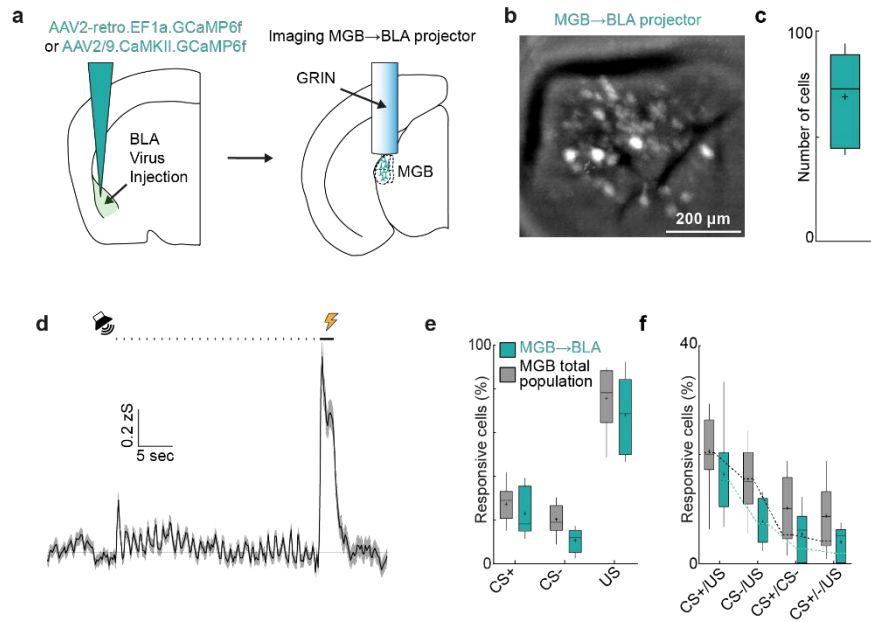 a
AAV2-retro.EF1a.GCaMP6f
or AAV2/9.CaMKII.GCaMP6f
BLA
Virus
Injection
Imaging MGB→BLA projector
GRIN
MGB
b
MGB→BLA projector
200 µm
c
100
Number of cells
0
d
0.2 zS
5 sec
e
100
Responsive cells (%)
0
MGB→BLA
MGB total
population
CS+
CS-
US
f
40
Responsive cells (%)
0
CS+/US
CS-/US
CS+/CS-
CS+/-/US